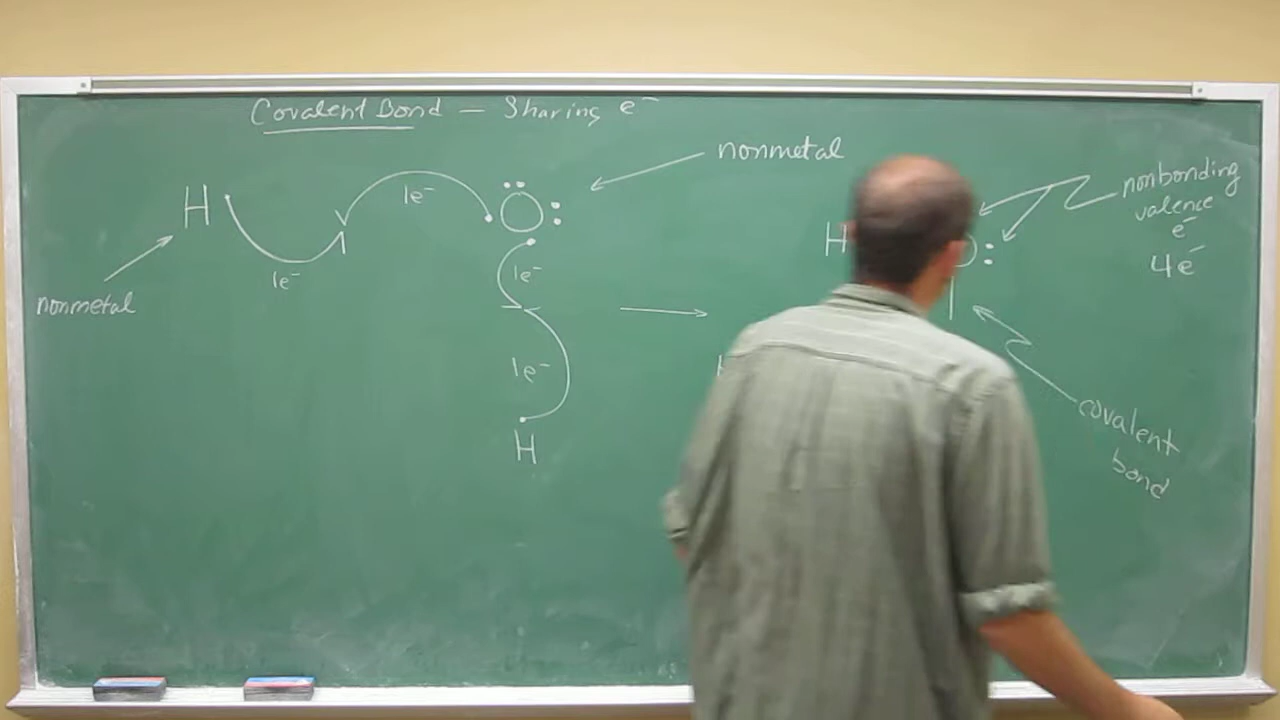 Covalent Bond — Sharing e⁻
nonmetal
H
1e⁻
1e⁻
O
nonmetal
1e⁻
1e⁻
H
H
nonbonding
valence
e⁻
4e⁻
covalent
bond